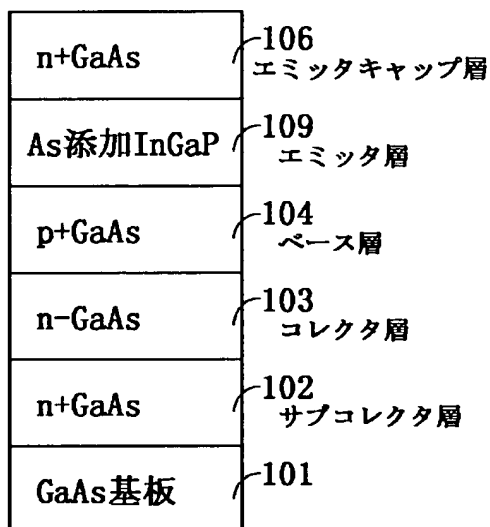 n+GaAs
106
エミッタキャップ層
As添加InGaP
109
エミッタ層
p+GaAs
104
ベース層
n-GaAs
103
コレクタ層
n+GaAs
102
サブコレクタ層
GaAs基板
101